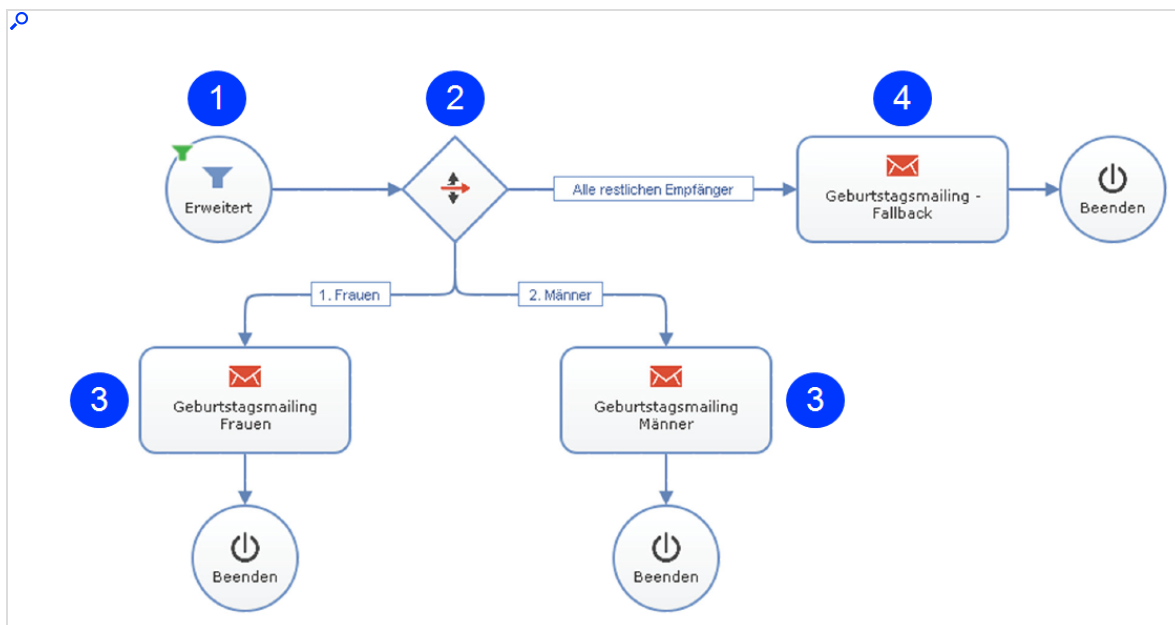 1
2
4
Erweitert
Alle restlichen Empfänger
Geburtstagsmailing -
Fallback
Beenden
1. Frauen
2. Männer
3
Geburtstagsmailing
Frauen
Geburtstagsmailing
Männer
3
Beenden
Beenden